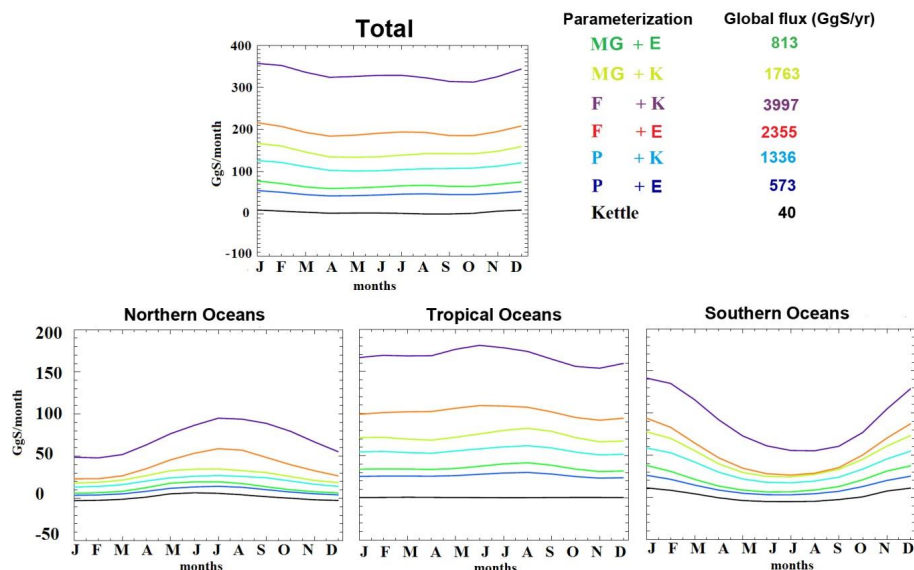 Total
GgS/month
400
300
200
100
0
-100
J F M A M J J A S O N D
months
Parameterization Global flux (GgS/yr)
MG + E 813
MG + K 1763
F + K 3997
F + E 2355
P + K 1336
P + E 573
Kettle 40
Northern Oceans
GgS/month
200
150
100
50
0
-50
J F M A M J J A S O N D
months
Tropical Oceans
J F M A M J J A S O N D
months
Southern Oceans
J F M A M J J A S O N D
months